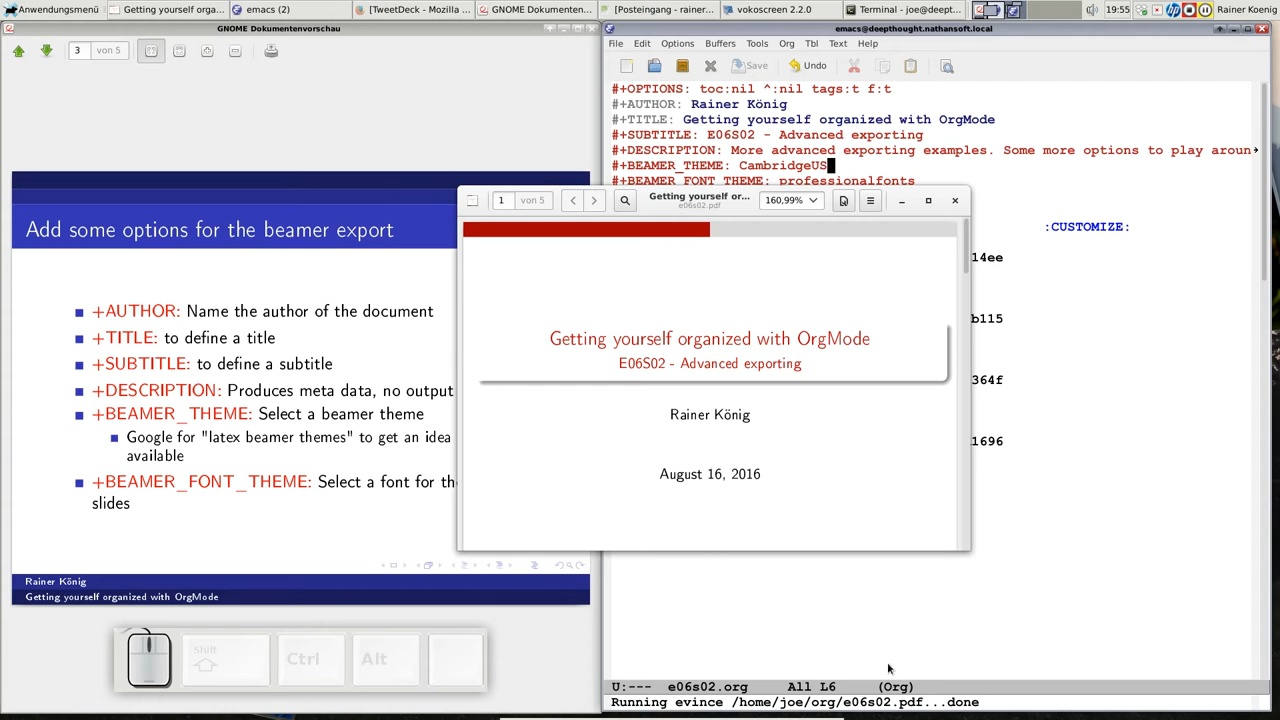 Anwendungsmenü
Getting yourself orga...
emacs (2)
[TweetDeck - Mozilla ...
GNOME Dokumenten...
[Posteingang - rainer...
vokoscreen 2.2.0
Terminal - joe@deept...
19:55
Rainer Koenig
GNOME Dokumentenvorschau
3 von 5
Add some options for the beamer export
+AUTHOR: Name the author of the document
+TITLE: to define a title
+SUBTITLE: to define a subtitle
+DESCRIPTION: Produces meta data, no output
+BEAMER_THEME: Select a beamer theme
Google for "latex beamer themes" to get an idea
available
+BEAMER_FONT_THEME: Select a font for the
slides
Rainer König
Getting yourself organized with OrgMode
Shift
Ctrl
Alt
emacs@deepthought.nathansoft.local
File Edit Options Buffers Tools Org Tbl Text Help
Save Undo
#+OPTIONS: toc:nil ^:nil tags:t f:t
#+AUTHOR: Rainer König
#+TITLE: Getting yourself organized with OrgMode
#+SUBTITLE: E06S02 - Advanced exporting
#+DESCRIPTION: More advanced exporting examples. Some more options to play aroun
#+BEAMER_THEME: CambridgeUS
#+BEAMER_FONT_THEME: professionalfonts
:CUSTOMIZE:
14ee
b115
364f
1696
1 von 5
Getting yourself or...
e06s02.pdf
160,99%
Getting yourself organized with OrgMode
E06S02 - Advanced exporting
Rainer König
August 16, 2016
U:--- e06s02.org All L6 (Org)
Running evince /home/joe/org/e06s02.pdf...done